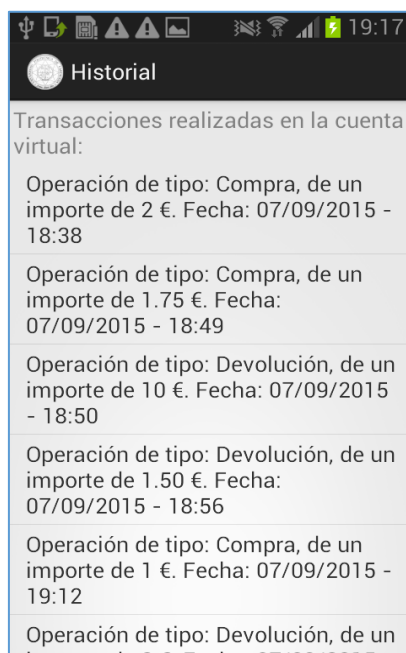 19:17
Historial
Transacciones realizadas en la cuenta
virtual:
Operación de tipo: Compra, de un
importe de 2 €. Fecha: 07/09/2015 -
18:38
Operación de tipo: Compra, de un
importe de 1.75 €. Fecha:
07/09/2015 - 18:49
Operación de tipo: Devolución, de un
importe de 10 €. Fecha: 07/09/2015
- 18:50
Operación de tipo: Devolución, de un
importe de 1.50 €. Fecha:
07/09/2015 - 18:56
Operación de tipo: Compra, de un
importe de 1 €. Fecha: 07/09/2015 -
19:12
Operación de tipo: Devolución, de un